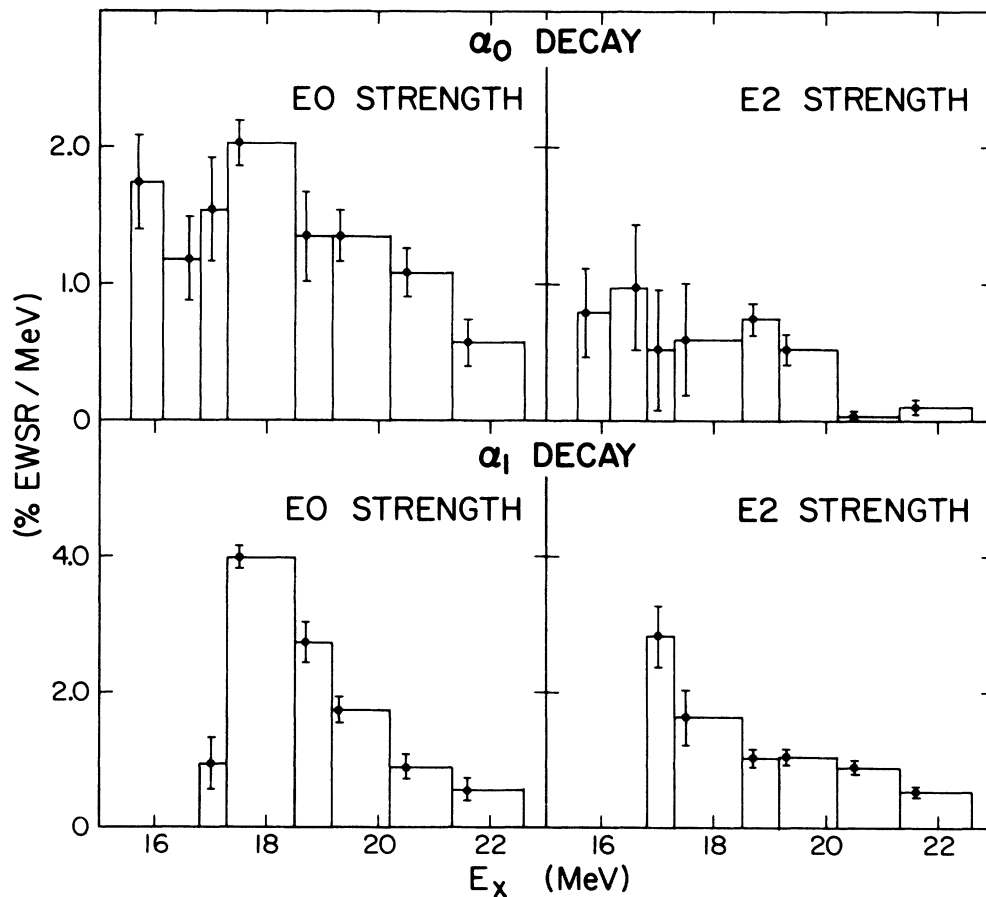 α₀ DECAY
E0 STRENGTH
E2 STRENGTH
2.0
1.0
0
(% EWSR / MeV)
α₁ DECAY
E0 STRENGTH
E2 STRENGTH
4.0
2.0
0
16 18 20 22 16 18 20 22
Eₓ (MeV)